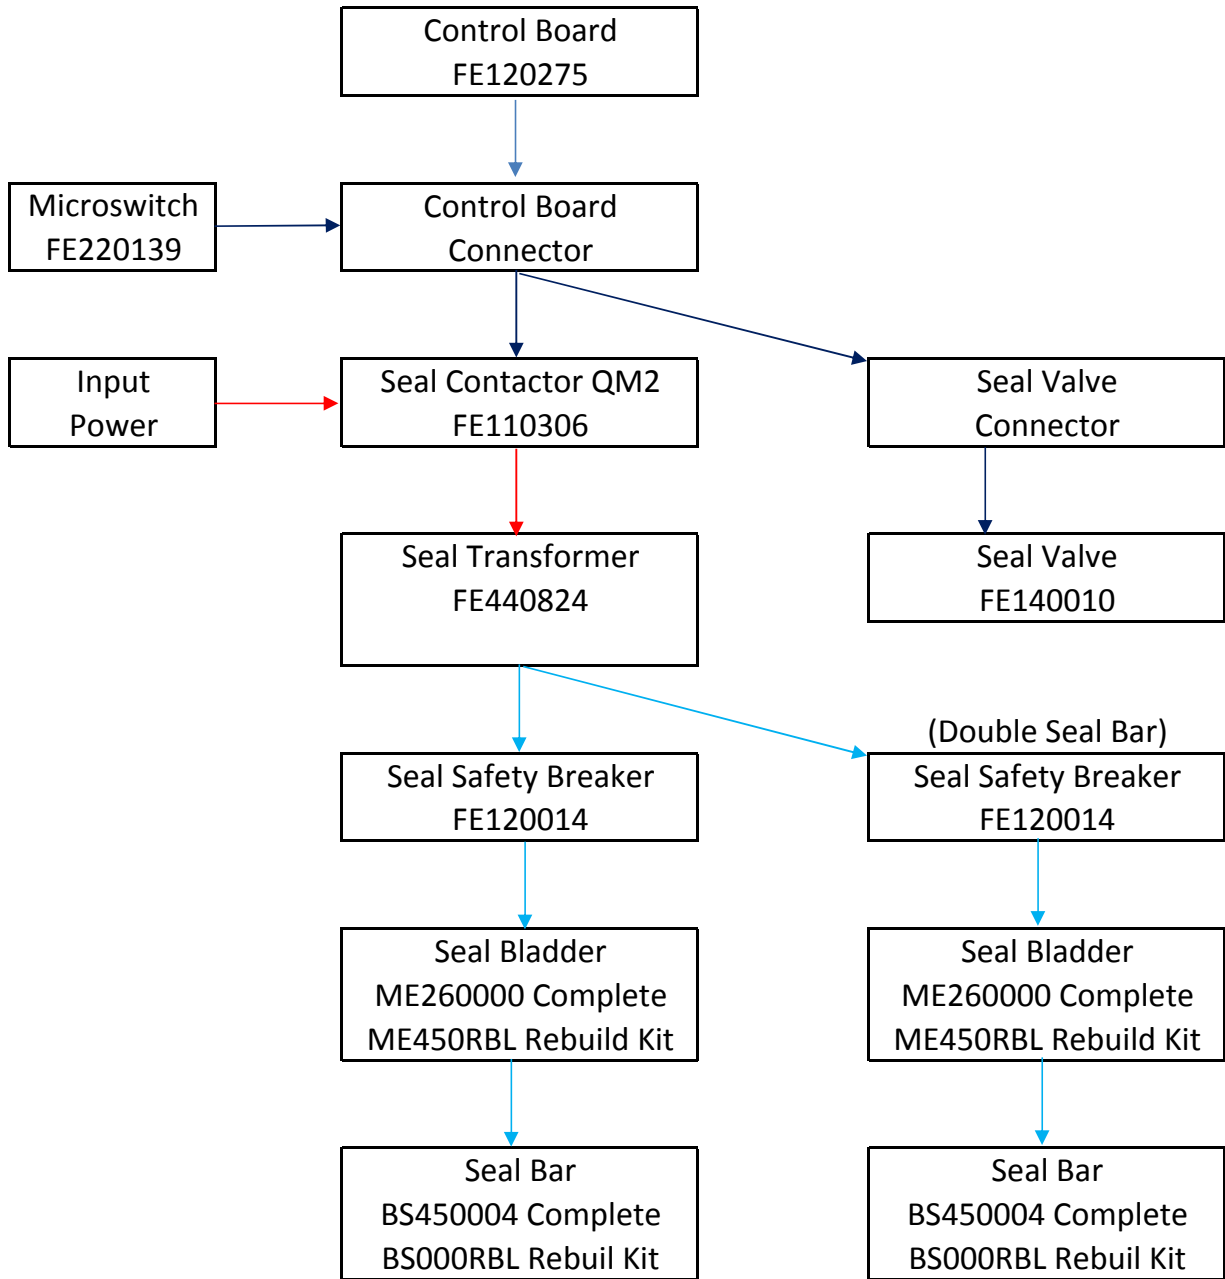 Control Board
FE120275
Microswitch
FE220139
Control Board
Connector
Input
Power
Seal Contactor QM2
FE110306
Seal Valve
Connector
Seal Transformer
FE440824
Seal Valve
FE140010
(Double Seal Bar)
Seal Safety Breaker
FE120014
Seal Safety Breaker
FE120014
Seal Bladder
ME260000 Complete
ME450RBL Rebuild Kit
Seal Bladder
ME260000 Complete
ME450RBL Rebuild Kit
Seal Bar
BS450004 Complete
BS000RBL Rebuil Kit
Seal Bar
BS450004 Complete
BS000RBL Rebuil Kit